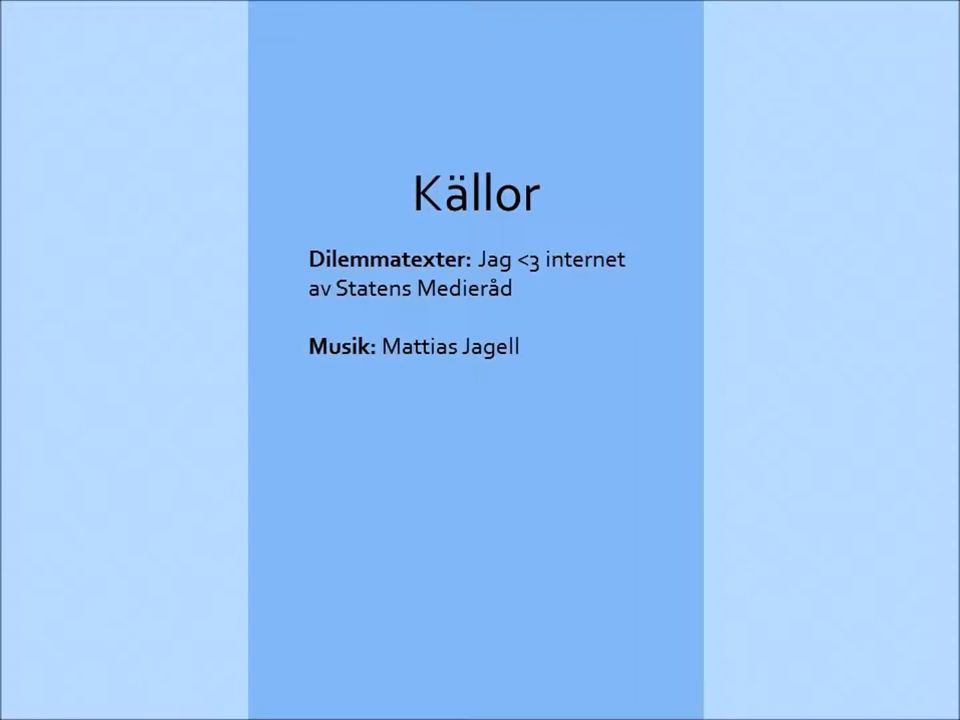 Källor
Dilemmatexter: Jag <3 internet
av Statens Medieråd
Musik: Mattias Jagell